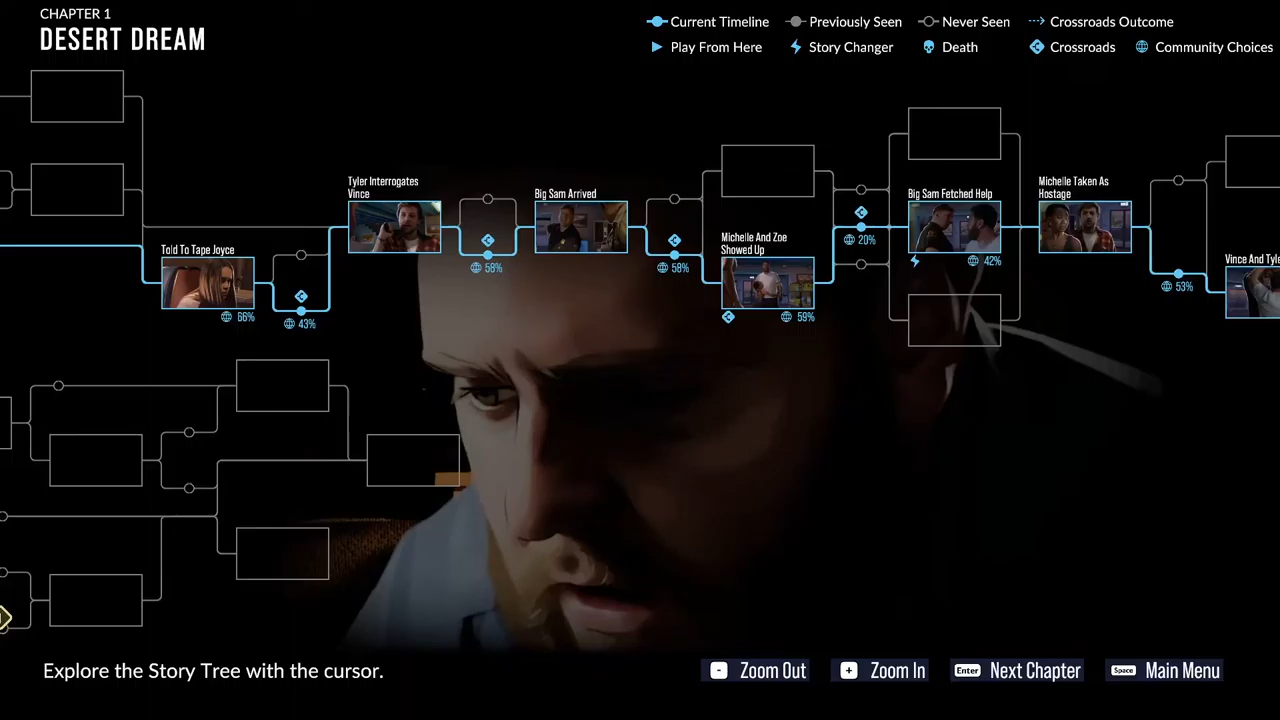 CHAPTER 1
DESERT DREAM
Current Timeline
Previously Seen
Never Seen
Crossroads Outcome
Play From Here
Story Changer
Death
Crossroads
Community Choices
Told To Tape Joyce
66%
43%
Tyler Interrogates
Vince
58%
Big Sam Arrived
58%
Michelle And Zoe
Showed Up
59%
20%
Big Sam Fetched Help
42%
Michelle Taken As
Hostage
53%
Vince And Tyle
Explore the Story Tree with the cursor.
- Zoom Out
+ Zoom In
Enter Next Chapter
Space Main Menu